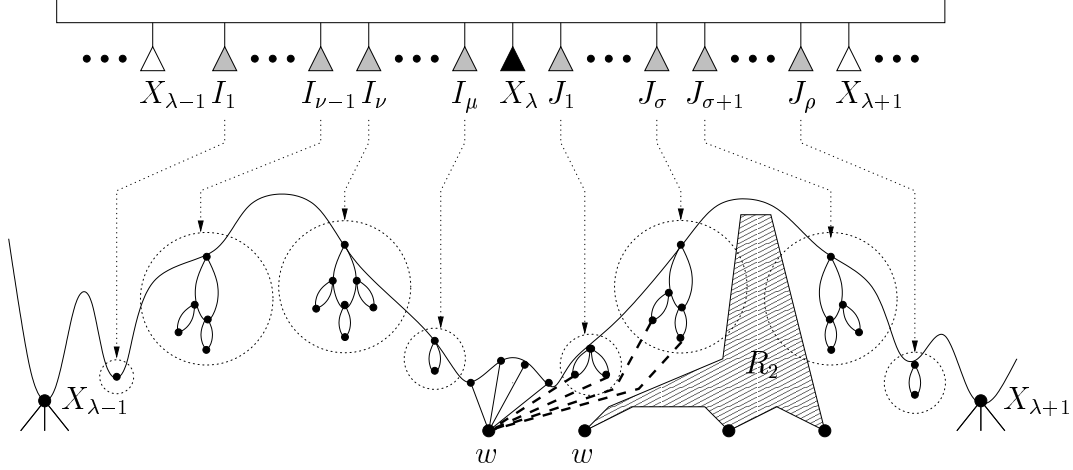 ••• X_{λ−1} I_1 ••• I_{ν−1} I_ν ••• I_μ X_λ J_1 ••• J_σ J_{σ+1} ••• J_ρ X_{λ+1} •••
R_2
X_{λ−1} X_{λ+1}
w w